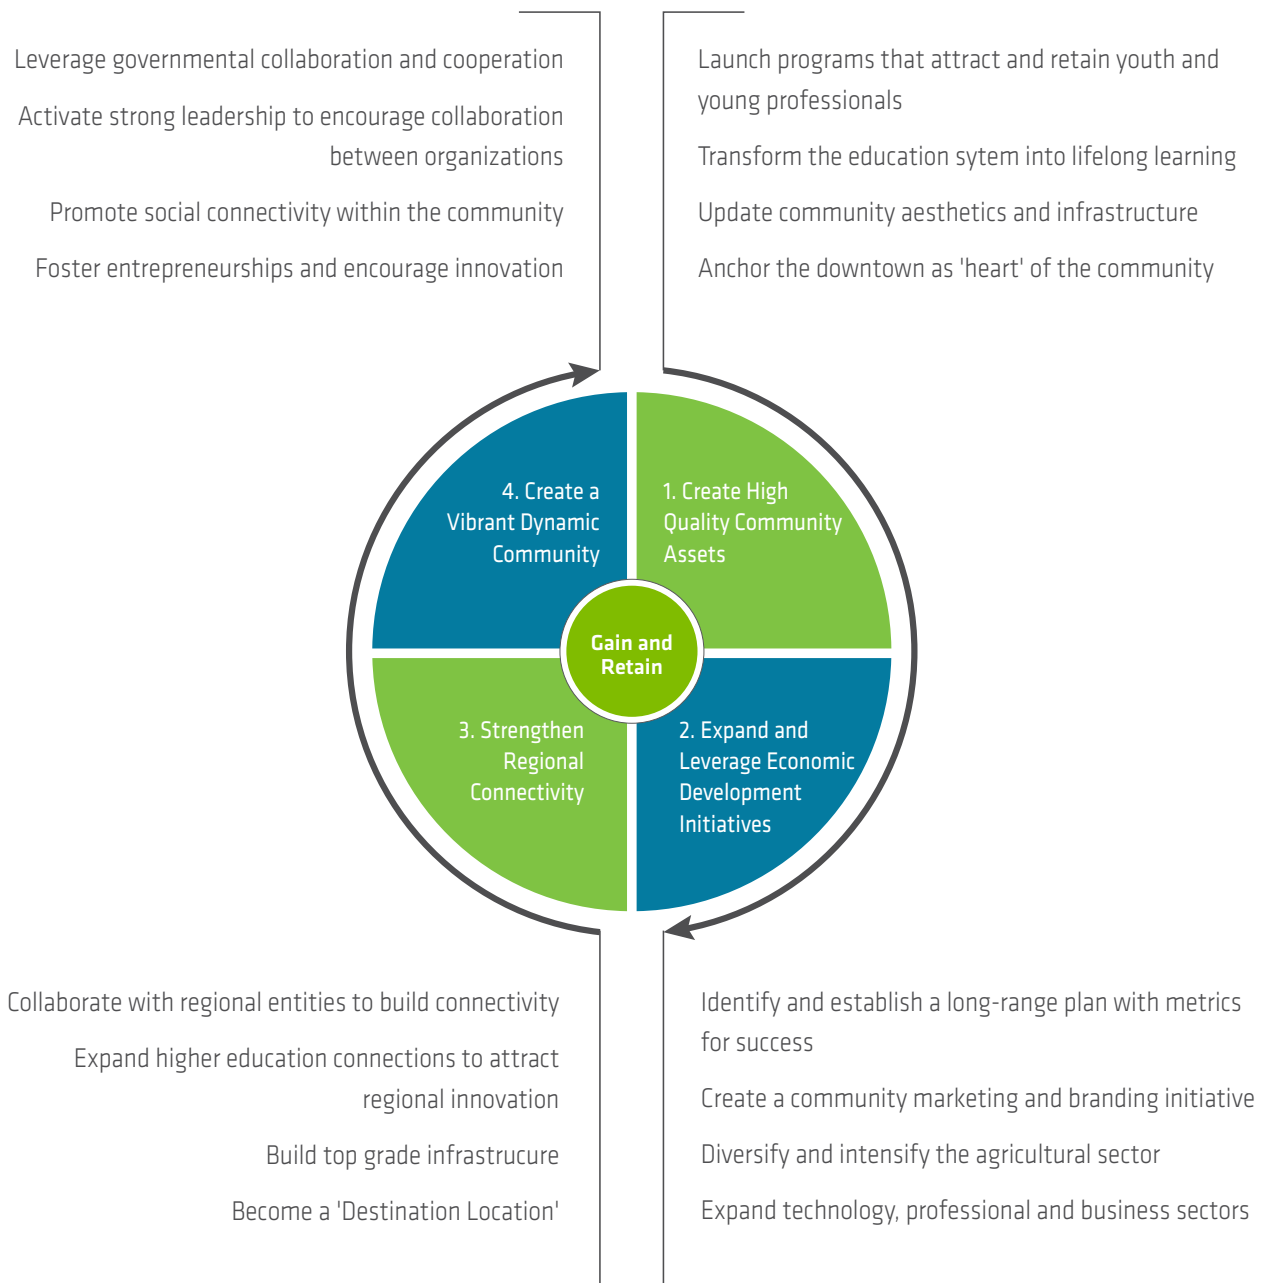 Leverage governmental collaboration and cooperation
Activate strong leadership to encourage collaboration
between organizations
Promote social connectivity within the community
Foster entrepreneurships and encourage innovation
Launch programs that attract and retain youth and
young professionals
Transform the education sytem into lifelong learning
Update community aesthetics and infrastructure
Anchor the downtown as 'heart' of the community
4. Create a
Vibrant Dynamic
Community
1. Create High
Quality Community
Assets
Gain and
Retain
3. Strengthen
Regional
Connectivity
2. Expand and
Leverage Economic
Development
Initiatives
Collaborate with regional entities to build connectivity
Expand higher education connections to attract
regional innovation
Build top grade infrastrucure
Become a 'Destination Location'
Identify and establish a long-range plan with metrics
for success
Create a community marketing and branding initiative
Diversify and intensify the agricultural sector
Expand technology, professional and business sectors